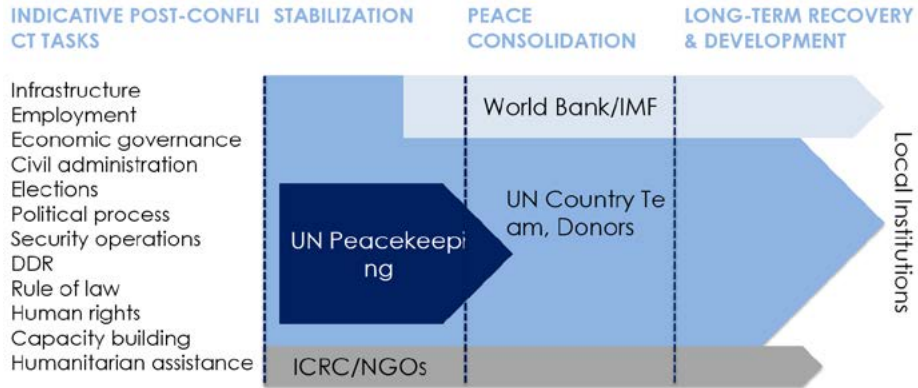 INDICATIVE POST-CONFLI
CT TASKS
STABILIZATION
PEACE
CONSOLIDATION
LONG-TERM RECOVERY
& DEVELOPMENT
Infrastructure
Employment
Economic governance
Civil administration
Elections
Political process
Security operations
DDR
Rule of law
Human rights
Capacity building
Humanitarian assistance
World Bank/IMF
UN Country Te
am, Donors
UN Peacekeepi
ng
ICRC/NGOs
Local Institutions